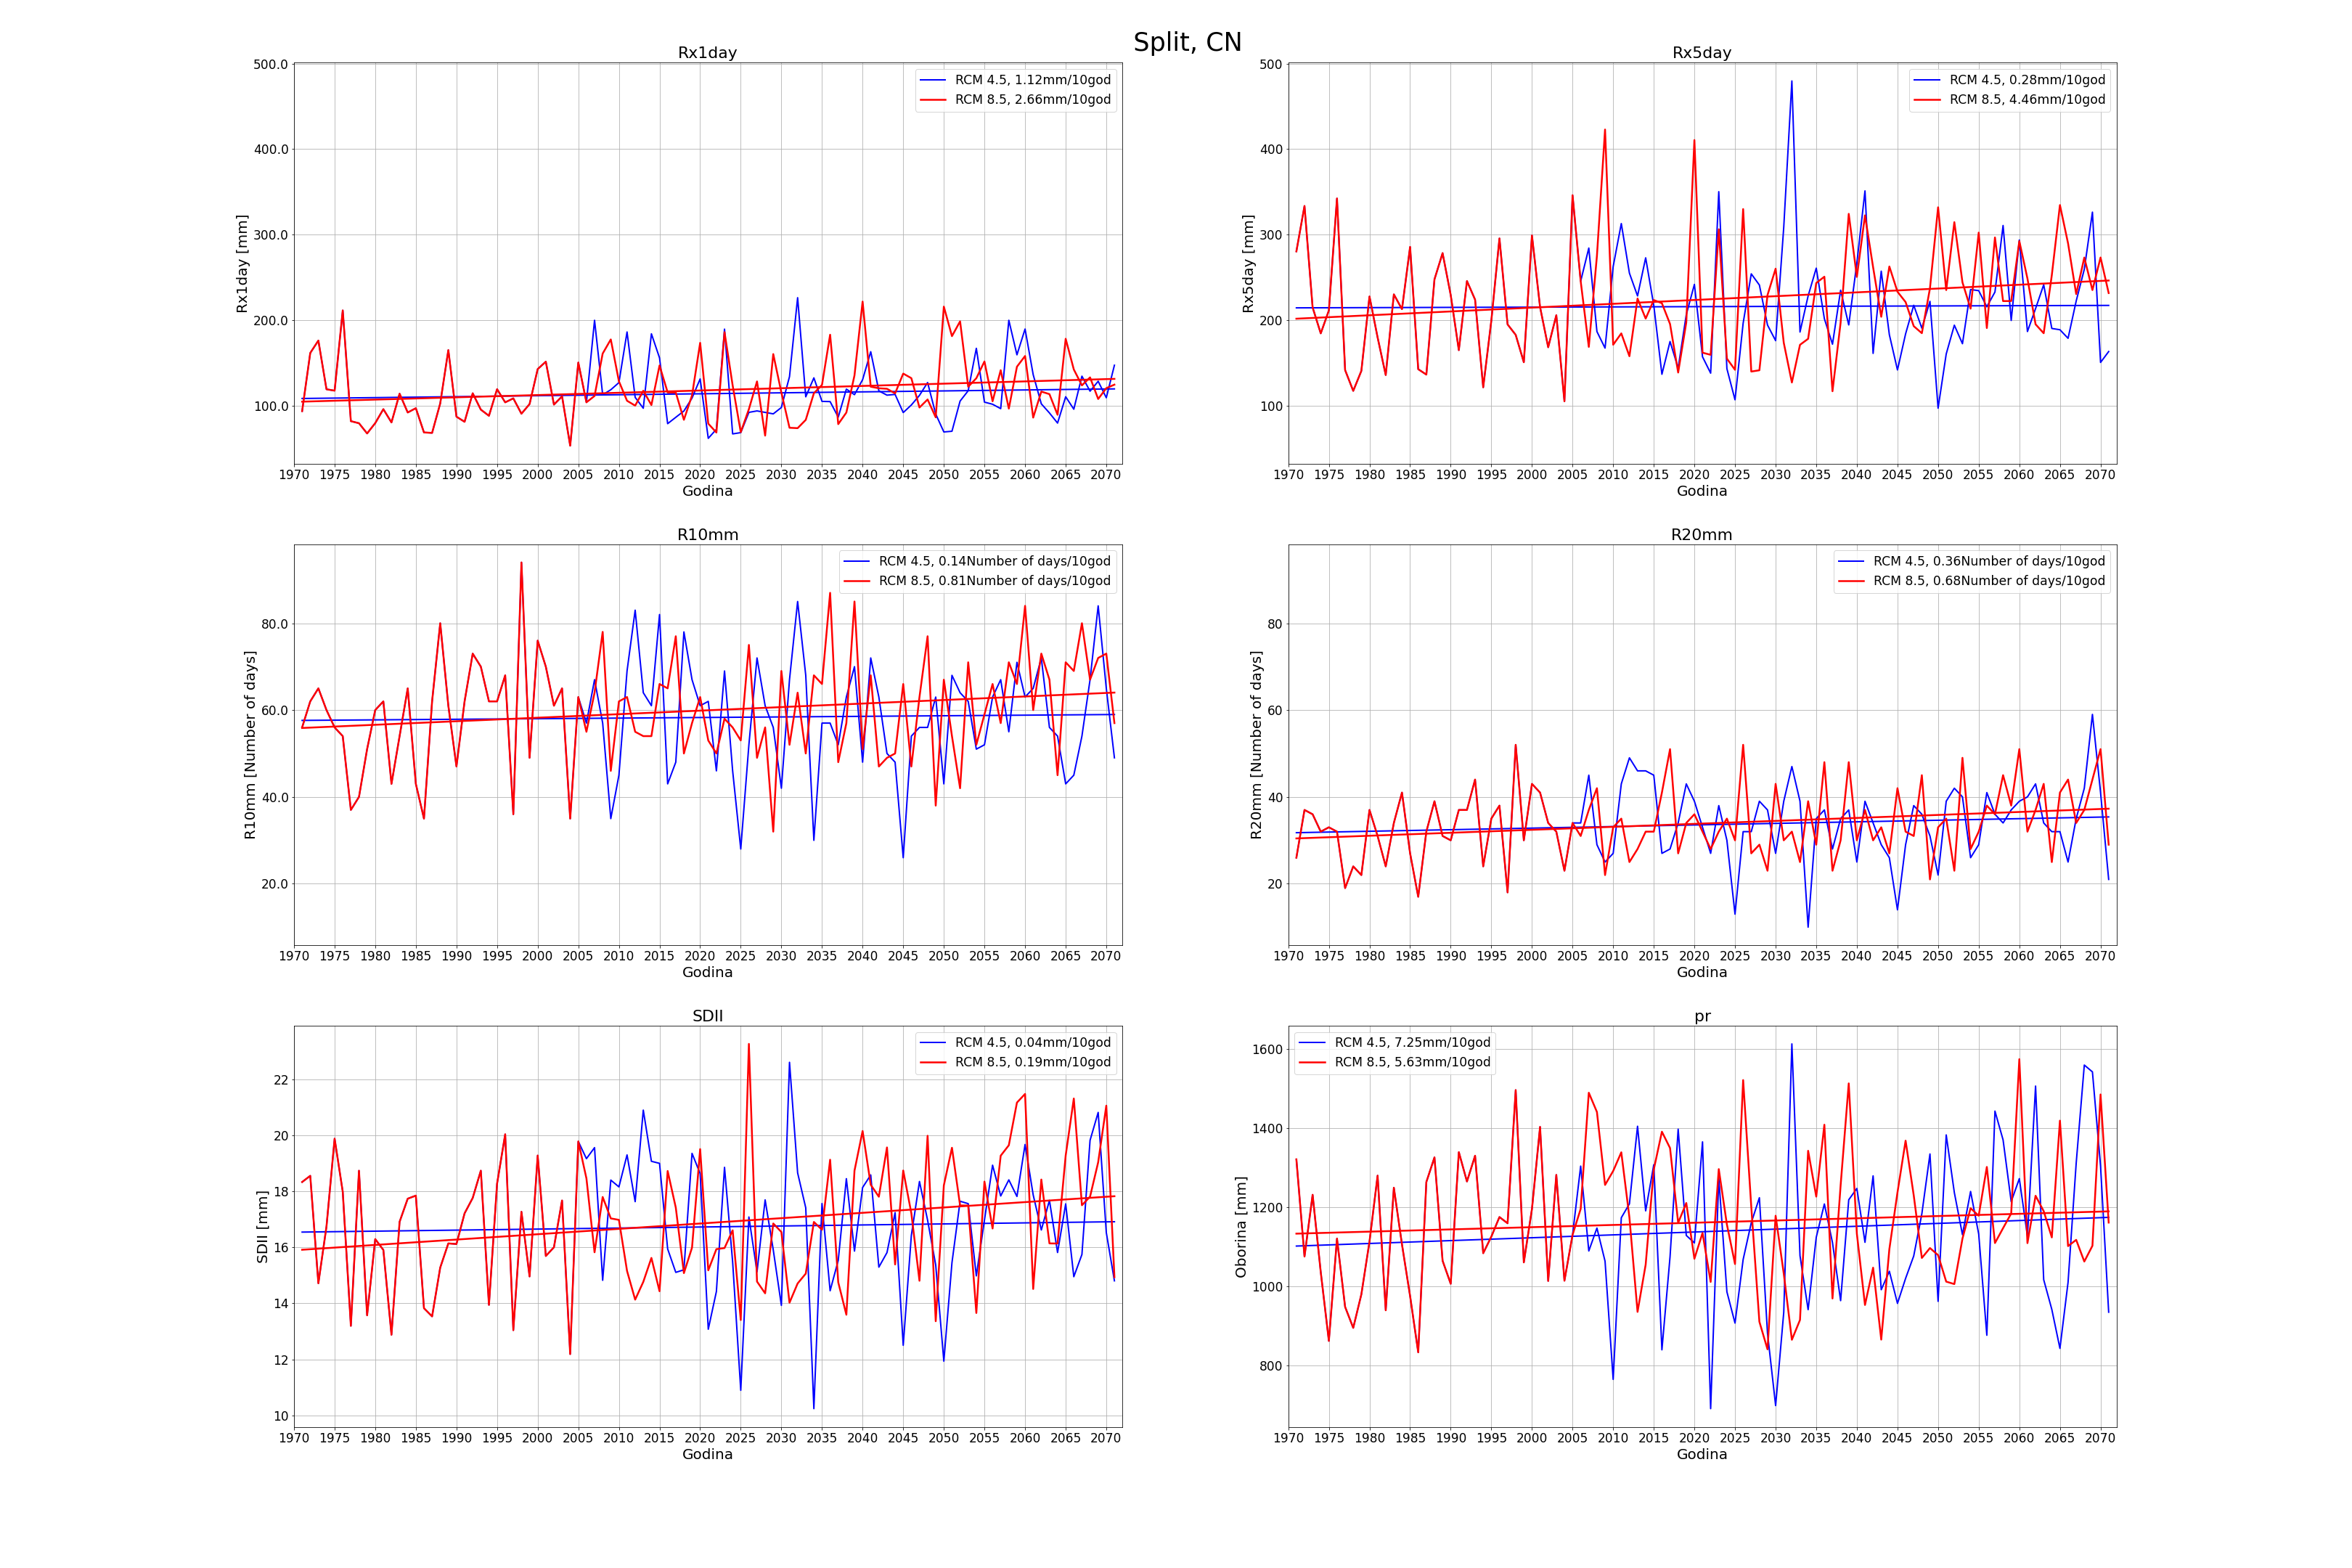 Split, CN
Rx1day
500.0
400.0
300.0
200.0
100.0
Rx1day [mm]
RCM 4.5, 1.12mm/10god
RCM 8.5, 2.66mm/10god
1970 1975 1980 1985 1990 1995 2000 2005 2010 2015 2020 2025 2030 2035 2040 2045 2050 2055 2060 2065 2070
Godina
Rx5day
500
400
300
200
100
Rx5day [mm]
RCM 4.5, 0.28mm/10god
RCM 8.5, 4.46mm/10god
1970 1975 1980 1985 1990 1995 2000 2005 2010 2015 2020 2025 2030 2035 2040 2045 2050 2055 2060 2065 2070
Godina
R10mm
80.0
60.0
40.0
20.0
R10mm [Number of days]
RCM 4.5, 0.14Number of days/10god
RCM 8.5, 0.81Number of days/10god
1970 1975 1980 1985 1990 1995 2000 2005 2010 2015 2020 2025 2030 2035 2040 2045 2050 2055 2060 2065 2070
Godina
R20mm
80
60
40
20
R20mm [Number of days]
RCM 4.5, 0.36Number of days/10god
RCM 8.5, 0.68Number of days/10god
1970 1975 1980 1985 1990 1995 2000 2005 2010 2015 2020 2025 2030 2035 2040 2045 2050 2055 2060 2065 2070
Godina
SDII
22
20
18
16
14
12
10
SDII [mm]
RCM 4.5, 0.04mm/10god
RCM 8.5, 0.19mm/10god
1970 1975 1980 1985 1990 1995 2000 2005 2010 2015 2020 2025 2030 2035 2040 2045 2050 2055 2060 2065 2070
Godina
pr
1600
1400
1200
1000
800
Oborina [mm]
RCM 4.5, 7.25mm/10god
RCM 8.5, 5.63mm/10god
1970 1975 1980 1985 1990 1995 2000 2005 2010 2015 2020 2025 2030 2035 2040 2045 2050 2055 2060 2065 2070
Godina